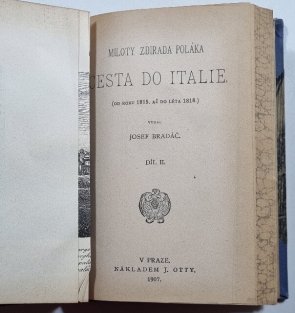 MILOTY ZDIRADA POLÁKA
CESTA DO ITALIE.
(OD ROKU 1815. AŽ DO LÉTA 1818.)
VYDAL
JOSEF BRADÁČ.
DÍL II.
V PRAZE.
NÁKLADEM J. OTTY,
1907.